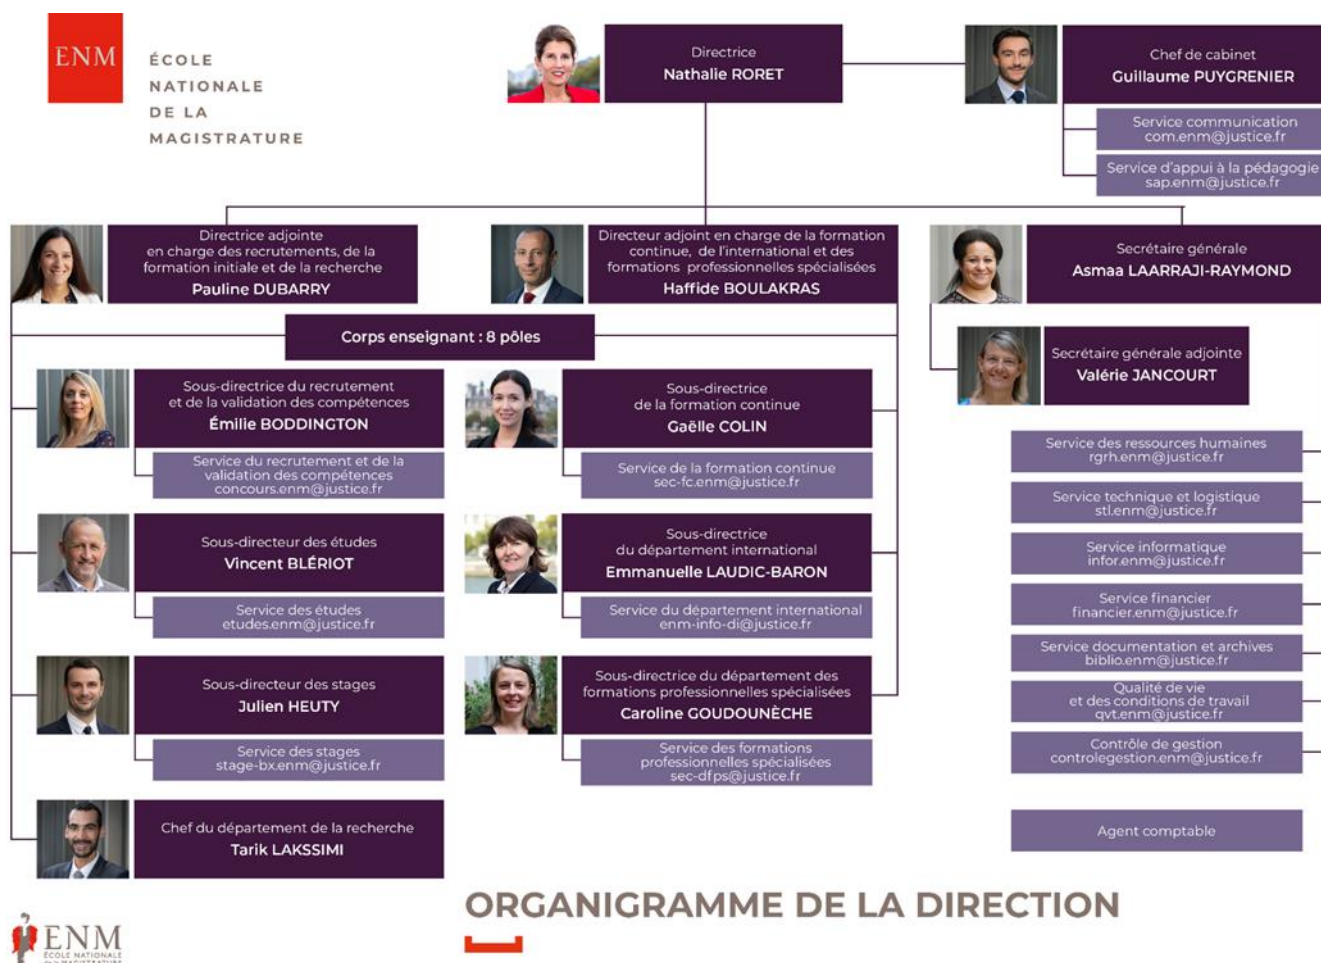 ENM
ÉCOLE
NATIONALE
DE LA
MAGISTRATURE
Directrice
Nathalie RORET
Chef de cabinet
Guillaume PUYGRENIER
Service communication
com.enm@justice.fr
Service d'appui à la pédagogie
sap.enm@justice.fr
Directrice adjointe
en charge des recrutements, de la
formation initiale et de la recherche
Pauline DUBARRY
Directeur adjoint en charge de la formation
continue, de l'international et des
formations professionnelles spécialisées
Haffide BOULAKRAS
Secrétaire générale
Asmaa LAARRAJI-RAYMOND
Corps enseignant : 8 pôles
Secrétaire générale adjointe
Valérie JANCOURT
Sous-directrice du recrutement
et de la validation des compétences
Émilie BODDINGTON
Service du recrutement et de la
validation des compétences
concours.enm@justice.fr
Sous-directeur des études
Vincent BLÉRIOT
Service des études
etudes.enm@justice.fr
Sous-directeur des stages
Julien HEUTY
Service des stages
stage-bx.enm@justice.fr
Chef du département de la recherche
Tarik LAKSSIMI
Sous-directrice
de la formation continue
Gaëlle COLIN
Service de la formation continue
sec-fc.enm@justice.fr
Sous-directrice
du département international
Emmanuelle LAUDIC-BARON
Service du département international
enm-info-di@justice.fr
Sous-directrice du département des
formations professionnelles spécialisées
Caroline GOUDOUNÈCHE
Service des formations
professionnelles spécialisées
sec-dfps@justice.fr
Service des ressources humaines
rgrh.enm@justice.fr
Service technique et logistique
stl.enm@justice.fr
Service informatique
infor.enm@justice.fr
Service financier
financier.enm@justice.fr
Service documentation et archives
biblio.enm@justice.fr
Qualité de vie
et des conditions de travail
qvt.enm@justice.fr
Contrôle de gestion
controlegestion.enm@justice.fr
Agent comptable
ORGANIGRAMME DE LA DIRECTION
ENM
ÉCOLE NATIONALE
de la MAGISTRATURE